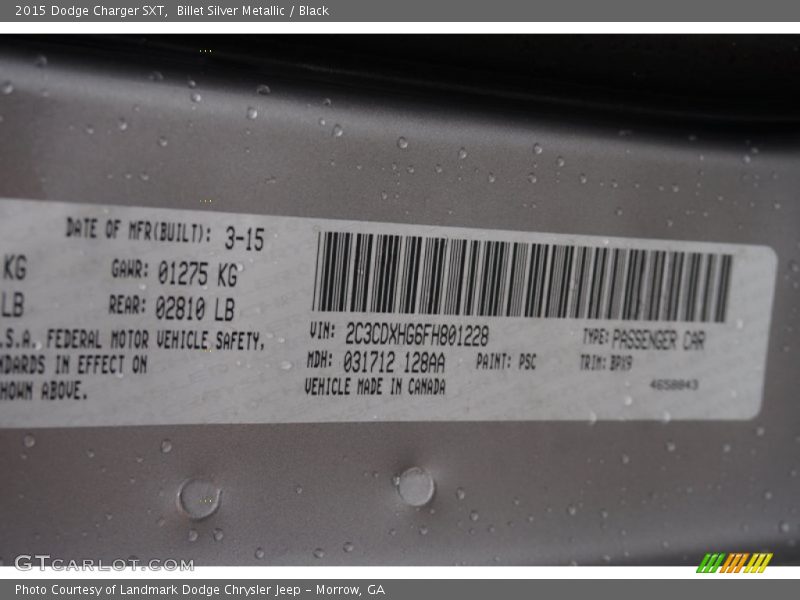 2015 Dodge Charger SXT, Billet Silver Metallic / Black
DATE OF MFR(BUILT): 3-15
KG GAWR: 01275 KG
LB REAR: 02810 LB
.S.A. FEDERAL MOTOR VEHICLE SAFETY,
NDARDS IN EFFECT ON
HOWN ABOVE.
VIN: 2C3CDXHG6FH801228 TYPE: PASSENGER CAR
MDH: 031712 128AA PAINT: PSC TRIM: BPX9
VEHICLE MADE IN CANADA 4658843
GTcarlot.com
Photo Courtesy of Landmark Dodge Chrysler Jeep – Morrow, GA